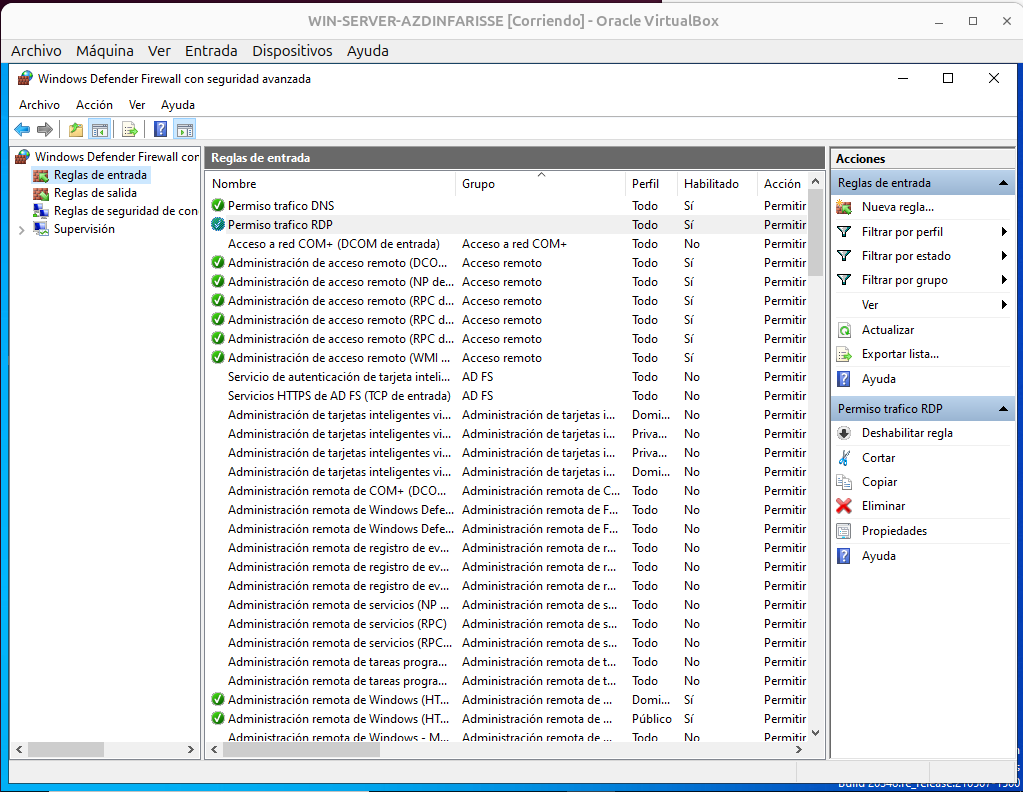 WIN-SERVER-AZDINFARISSE [Corriendo] - Oracle VirtualBox
Archivo Máquina Ver Entrada Dispositivos Ayuda
Windows Defender Firewall con seguridad avanzada
Archivo Acción Ver Ayuda
Windows Defender Firewall con
Reglas de entrada
Reglas de salida
Reglas de seguridad de con
Supervisión
Reglas de entrada
Nombre Grupo Perfil Habilitado Acción
Permiso trafico DNS Todo Sí Permitir
Permiso trafico RDP Todo Sí Permitir
Acceso a red COM+ (DCOM de entrada) Acceso a red COM+ Todo No Permitir
Administración de acceso remoto (DCO... Acceso remoto Todo Sí Permitir
Administración de acceso remoto (NP de... Acceso remoto Todo Sí Permitir
Administración de acceso remoto (RPC d... Acceso remoto Todo Sí Permitir
Administración de acceso remoto (RPC d... Acceso remoto Todo Sí Permitir
Administración de acceso remoto (RPC d... Acceso remoto Todo Sí Permitir
Administración de acceso remoto (WMI ... Acceso remoto Todo Sí Permitir
Servicio de autenticación de tarjeta inteli... AD FS Todo No Permitir
Servicios HTTPS de AD FS (TCP de entrada) AD FS Todo No Permitir
Administración de tarjetas inteligentes vi... Administración de tarjetas i... Domi... No Permitir
Administración de tarjetas inteligentes vi... Administración de tarjetas i... Priva... No Permitir
Administración de tarjetas inteligentes vi... Administración de tarjetas i... Priva... No Permitir
Administración de tarjetas inteligentes vi... Administración de tarjetas i... Domi... No Permitir
Administración remota de COM+ (DCO... Administración remota de C... Todo No Permitir
Administración remota de Windows Defe... Administración remota de F... Todo No Permitir
Administración remota de Windows Defe... Administración remota de F... Todo No Permitir
Administración remota de registro de ev... Administración remota de r... Todo No Permitir
Administración remota de registro de ev... Administración remota de r... Todo No Permitir
Administración remota de registro de ev... Administración remota de r... Todo No Permitir
Administración remota de servicios (NP ... Administración remota de s... Todo No Permitir
Administración remota de servicios (RPC) Administración remota de s... Todo No Permitir
Administración remota de servicios (RPC... Administración remota de s... Todo No Permitir
Administración remota de tareas progra... Administración remota de t... Todo No Permitir
Administración remota de tareas progra... Administración remota de t... Todo No Permitir
Administración remota de Windows (HT... Administración remota de ... Domi... Sí Permitir
Administración remota de Windows (HT... Administración remota de ... Público Sí Permitir
Administración remota de Windows - M... Administración remota de ... Todo No Permitir
Acciones
Reglas de entrada
Nueva regla...
Filtrar por perfil
Filtrar por estado
Filtrar por grupo
Ver
Actualizar
Exportar lista...
Ayuda
Permiso trafico RDP
Deshabilitar regla
Cortar
Copiar
Eliminar
Propiedades
Ayuda